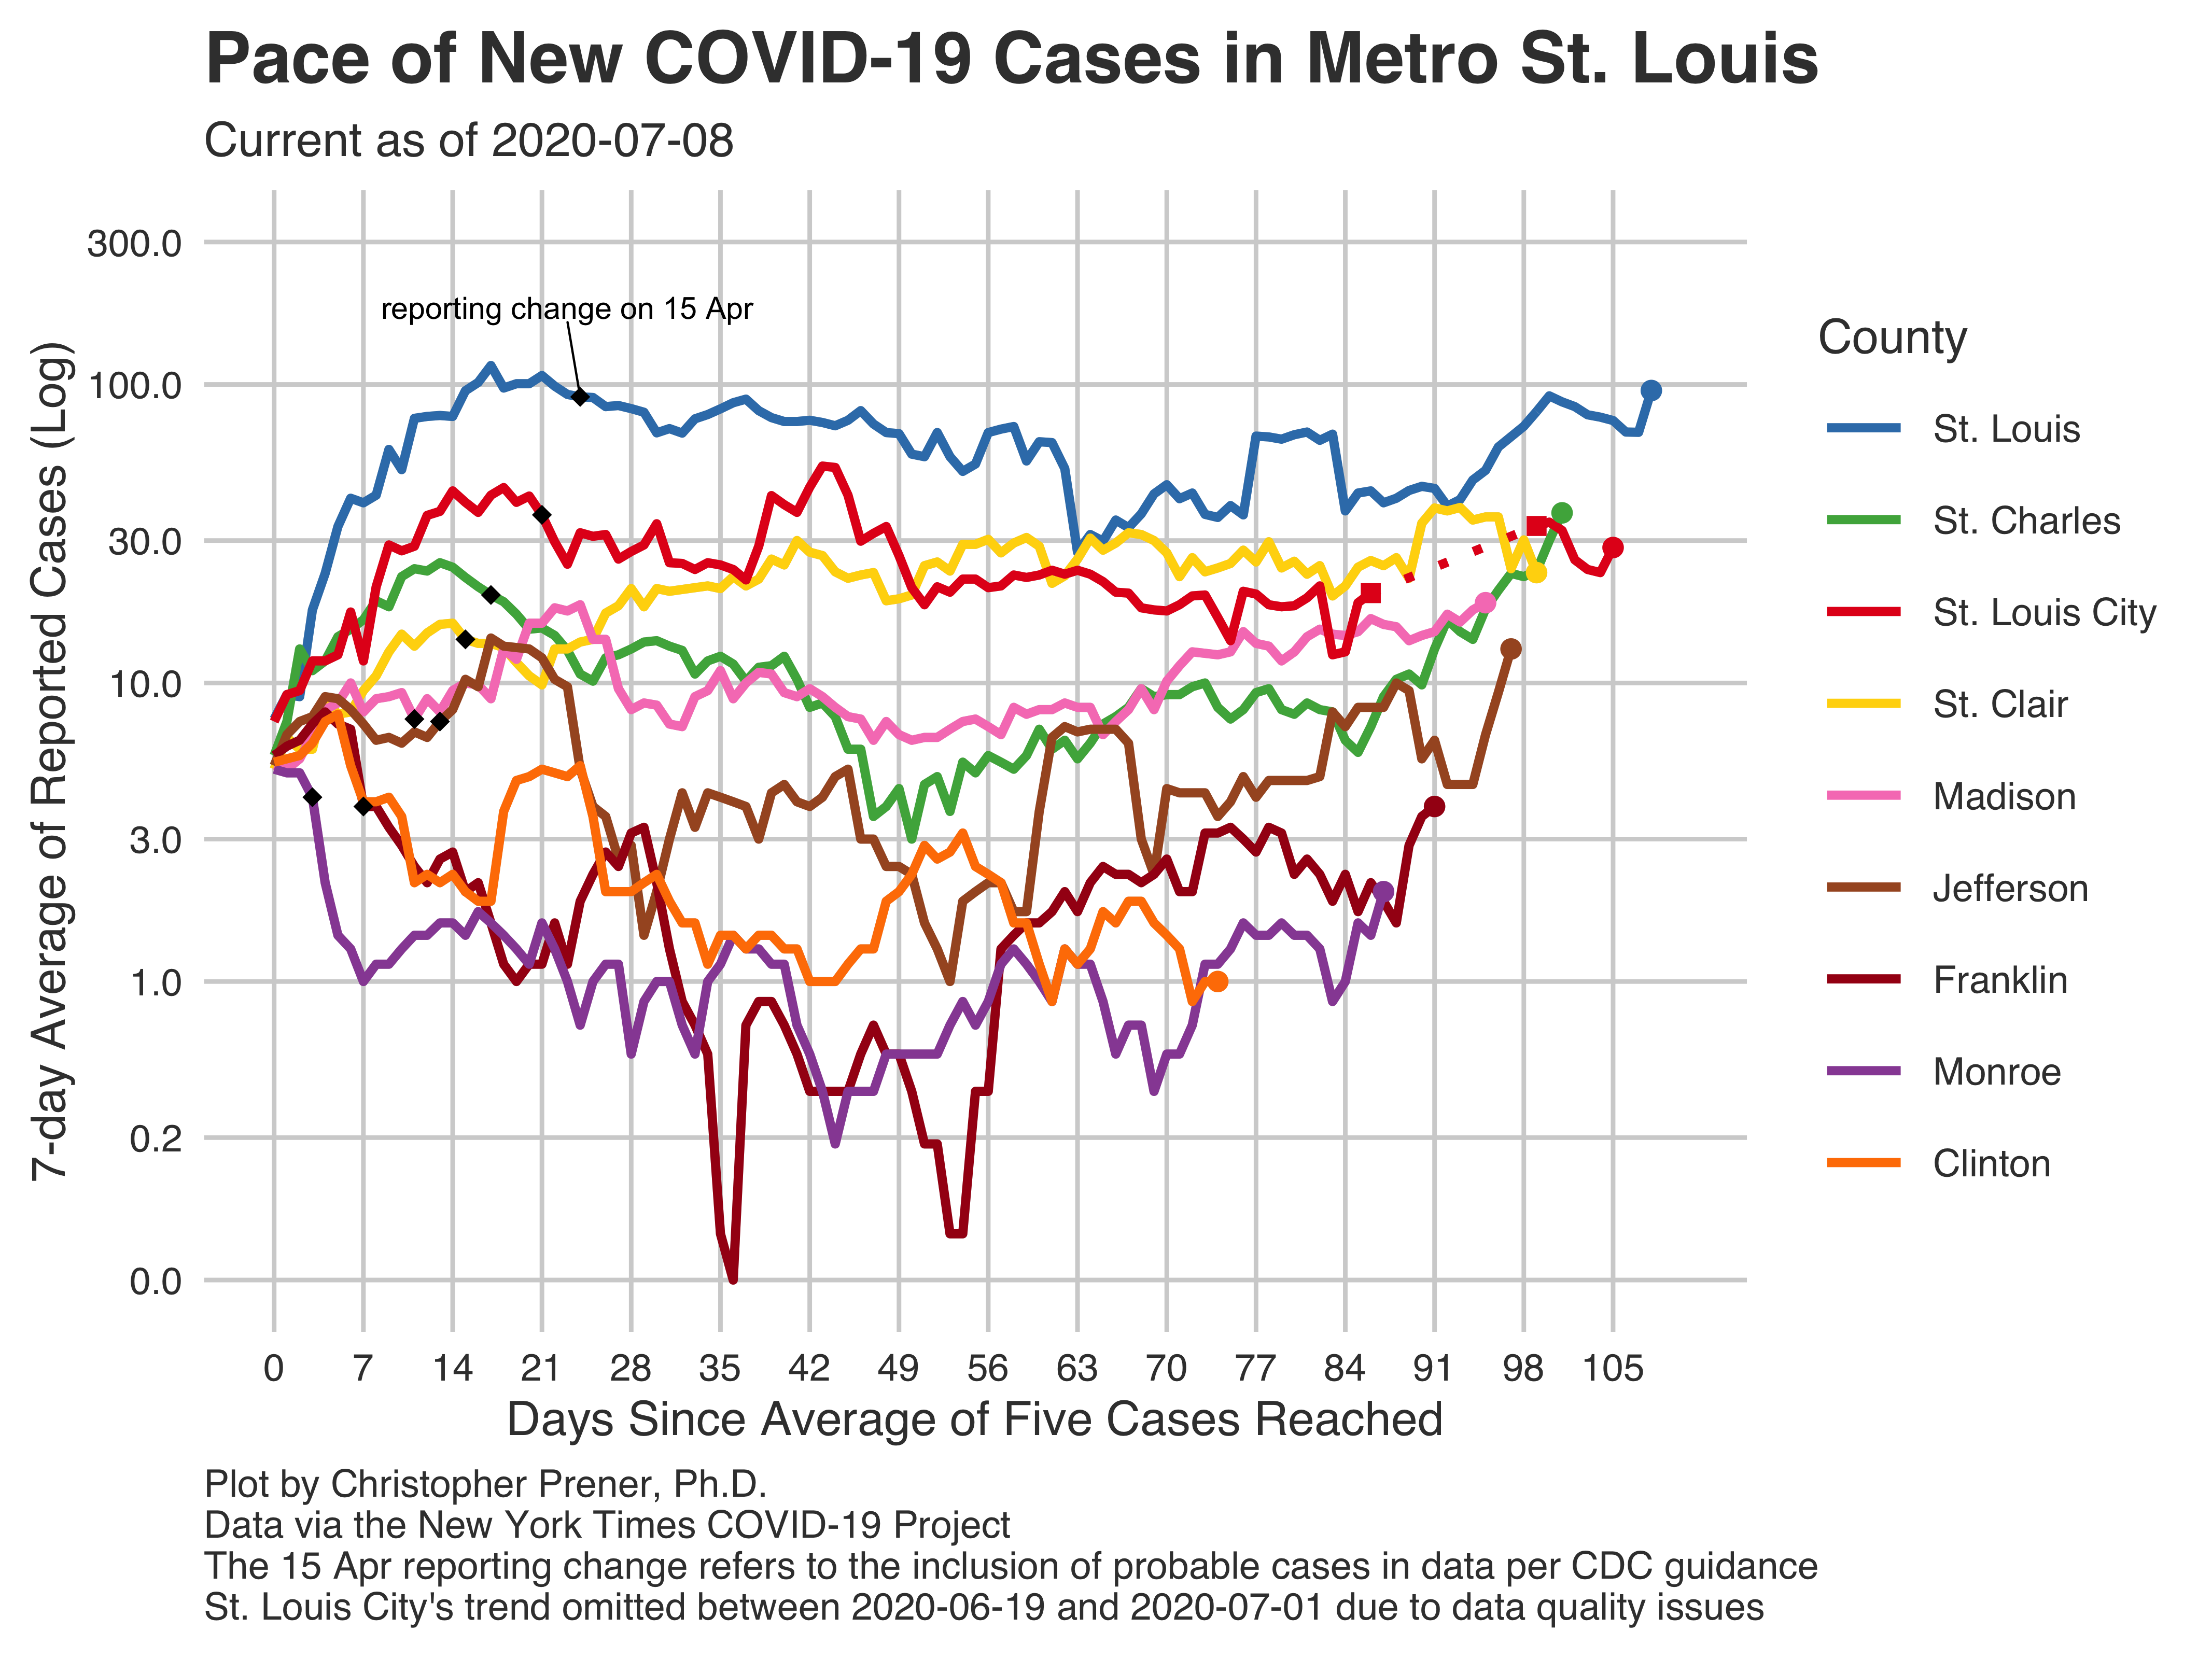 Pace of New COVID-19 Cases in Metro St. Louis
Current as of 2020-07-08
7-day Average of Reported Cases (Log)
300.0
100.0
30.0
10.0
3.0
1.0
0.2
0.0
reporting change on 15 Apr
0 7 14 21 28 35 42 49 56 63 70 77 84 91 98 105
Days Since Average of Five Cases Reached
County
St. Louis
St. Charles
St. Louis City
St. Clair
Madison
Jefferson
Franklin
Monroe
Clinton
Plot by Christopher Prener, Ph.D.
Data via the New York Times COVID-19 Project
The 15 Apr reporting change refers to the inclusion of probable cases in data per CDC guidance
St. Louis City's trend omitted between 2020-06-19 and 2020-07-01 due to data quality issues